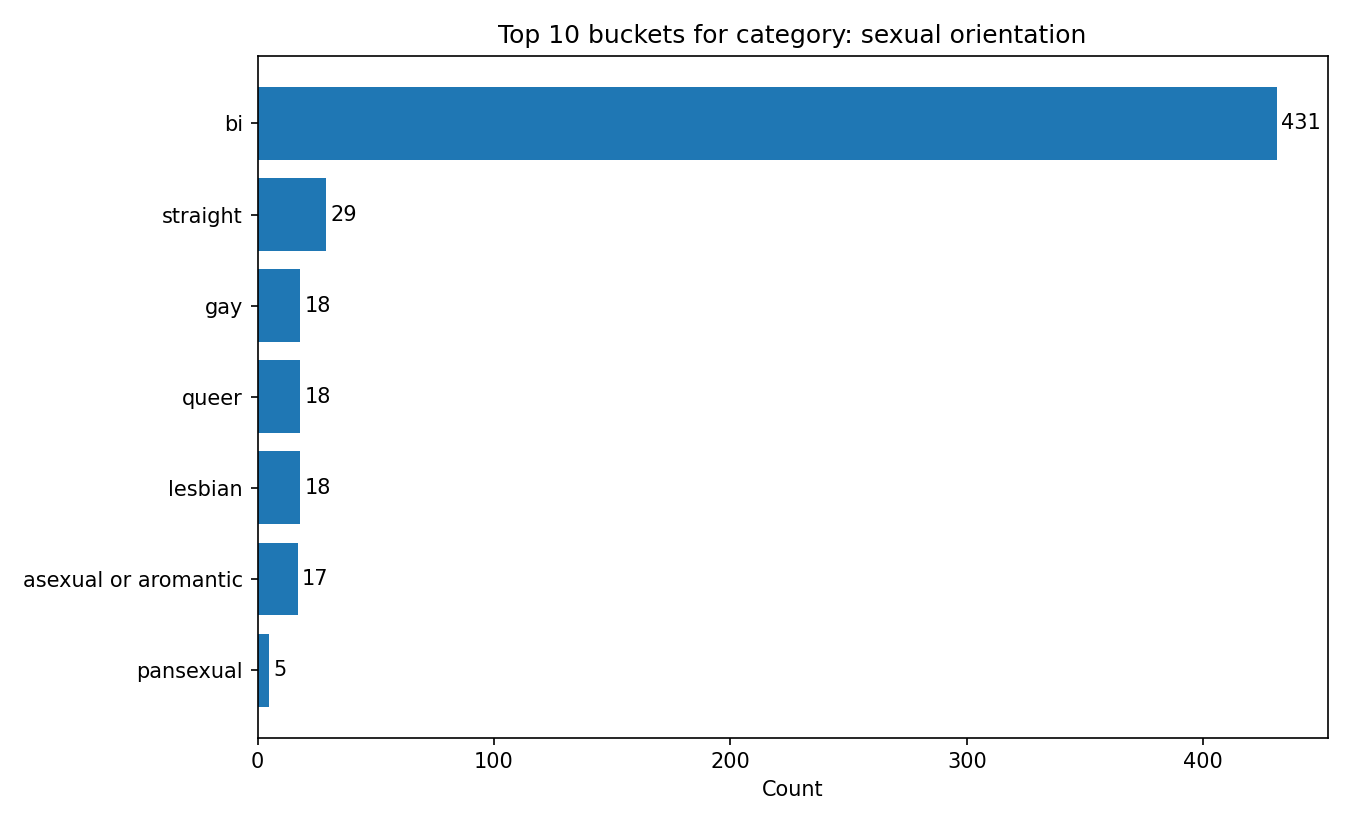 Top 10 buckets for category: sexual orientation
bi
431
straight
29
gay
18
queer
18
lesbian
18
asexual or aromantic
17
pansexual
5
0
100
200
300
400
Count